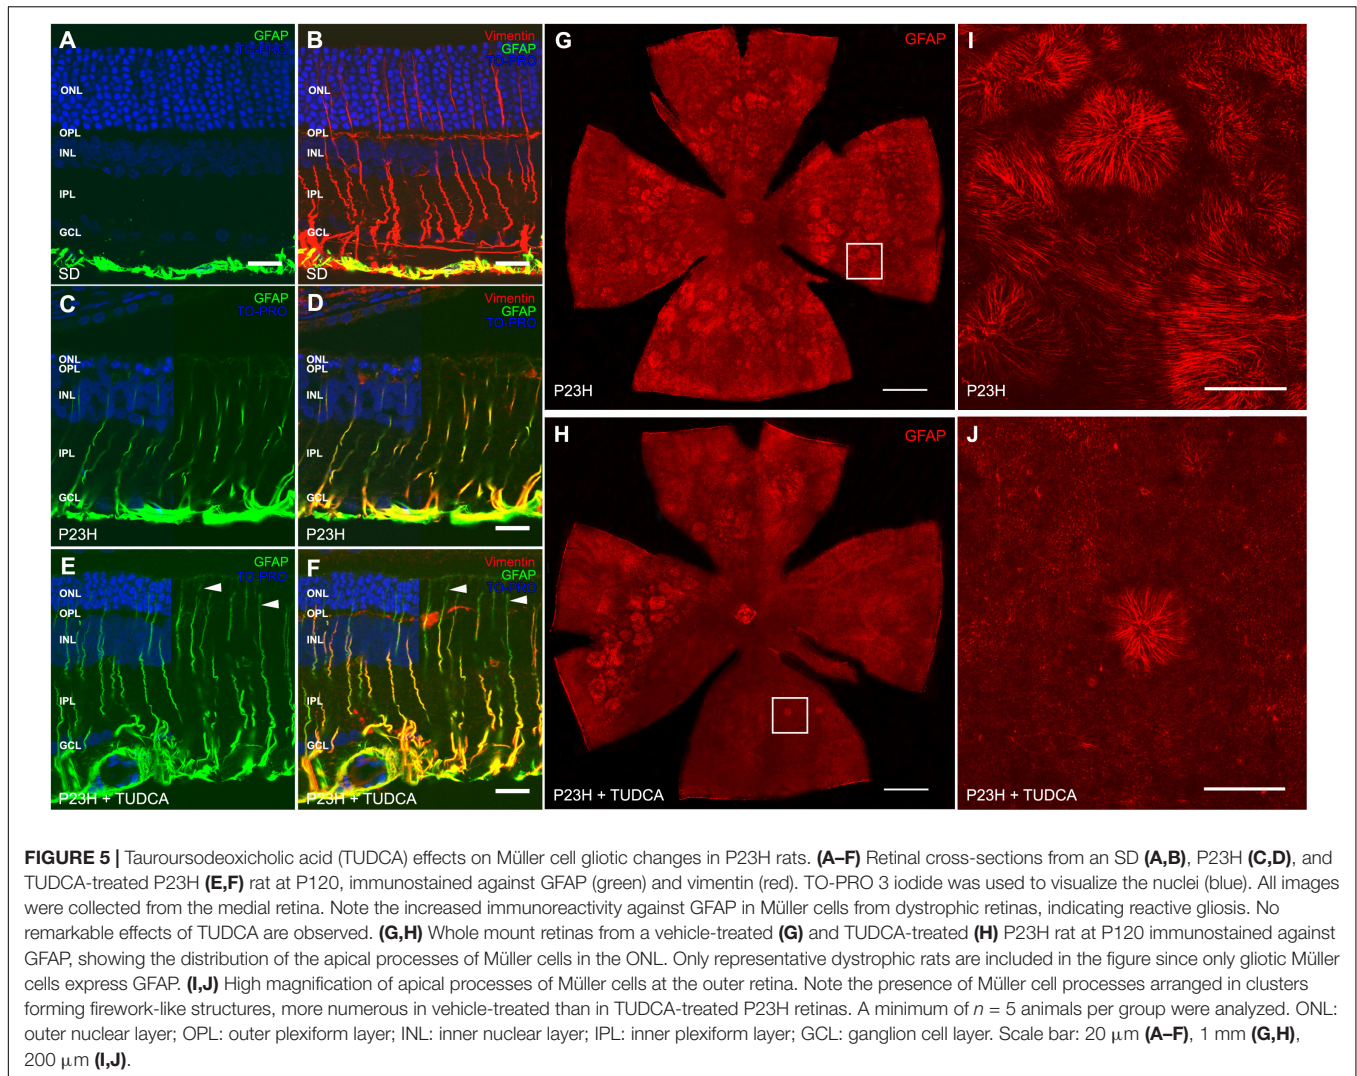 A
GFAP
TO-PRO
ONL
OPL
INL
IPL
GCL
SD
B
Vimentin
GFAP
TO-PRO
ONL
OPL
INL
IPL
GCL
SD
C
GFAP
TO-PRO
ONL
OPL
INL
IPL
GCL
P23H
D
Vimentin
GFAP
TO-PRO
ONL
OPL
INL
IPL
GCL
P23H
E
GFAP
TO-PRO
ONL
OPL
INL
IPL
GCL
P23H + TUDCA
F
Vimentin
GFAP
TO-PRO
ONL
OPL
INL
IPL
GCL
P23H + TUDCA
G
GFAP
P23H
H
GFAP
P23H + TUDCA
I
P23H
J
P23H + TUDCA
FIGURE 5 | Tauroursodeoxicholic acid (TUDCA) effects on Müller cell gliotic changes in P23H rats. (A–F) Retinal cross-sections from an SD (A,B), P23H (C,D), and
TUDCA-treated P23H (E,F) rat at P120, immunostained against GFAP (green) and vimentin (red). TO-PRO 3 iodide was used to visualize the nuclei (blue). All images
were collected from the medial retina. Note the increased immunoreactivity against GFAP in Müller cells from dystrophic retinas, indicating reactive gliosis. No
remarkable effects of TUDCA are observed. (G,H) Whole mount retinas from a vehicle-treated (G) and TUDCA-treated (H) P23H rat at P120 immunostained against
GFAP, showing the distribution of the apical processes of Müller cells in the ONL. Only representative dystrophic rats are included in the figure since only gliotic Müller
cells express GFAP. (I,J) High magnification of apical processes of Müller cells at the outer retina. Note the presence of Müller cell processes arranged in clusters
forming firework-like structures, more numerous in vehicle-treated than in TUDCA-treated P23H retinas. A minimum of n = 5 animals per group were analyzed. ONL:
outer nuclear layer; OPL: outer plexiform layer; INL: inner nuclear layer; IPL: inner plexiform layer; GCL: ganglion cell layer. Scale bar: 20 μm (A–F), 1 mm (G,H),
200 μm (I,J).